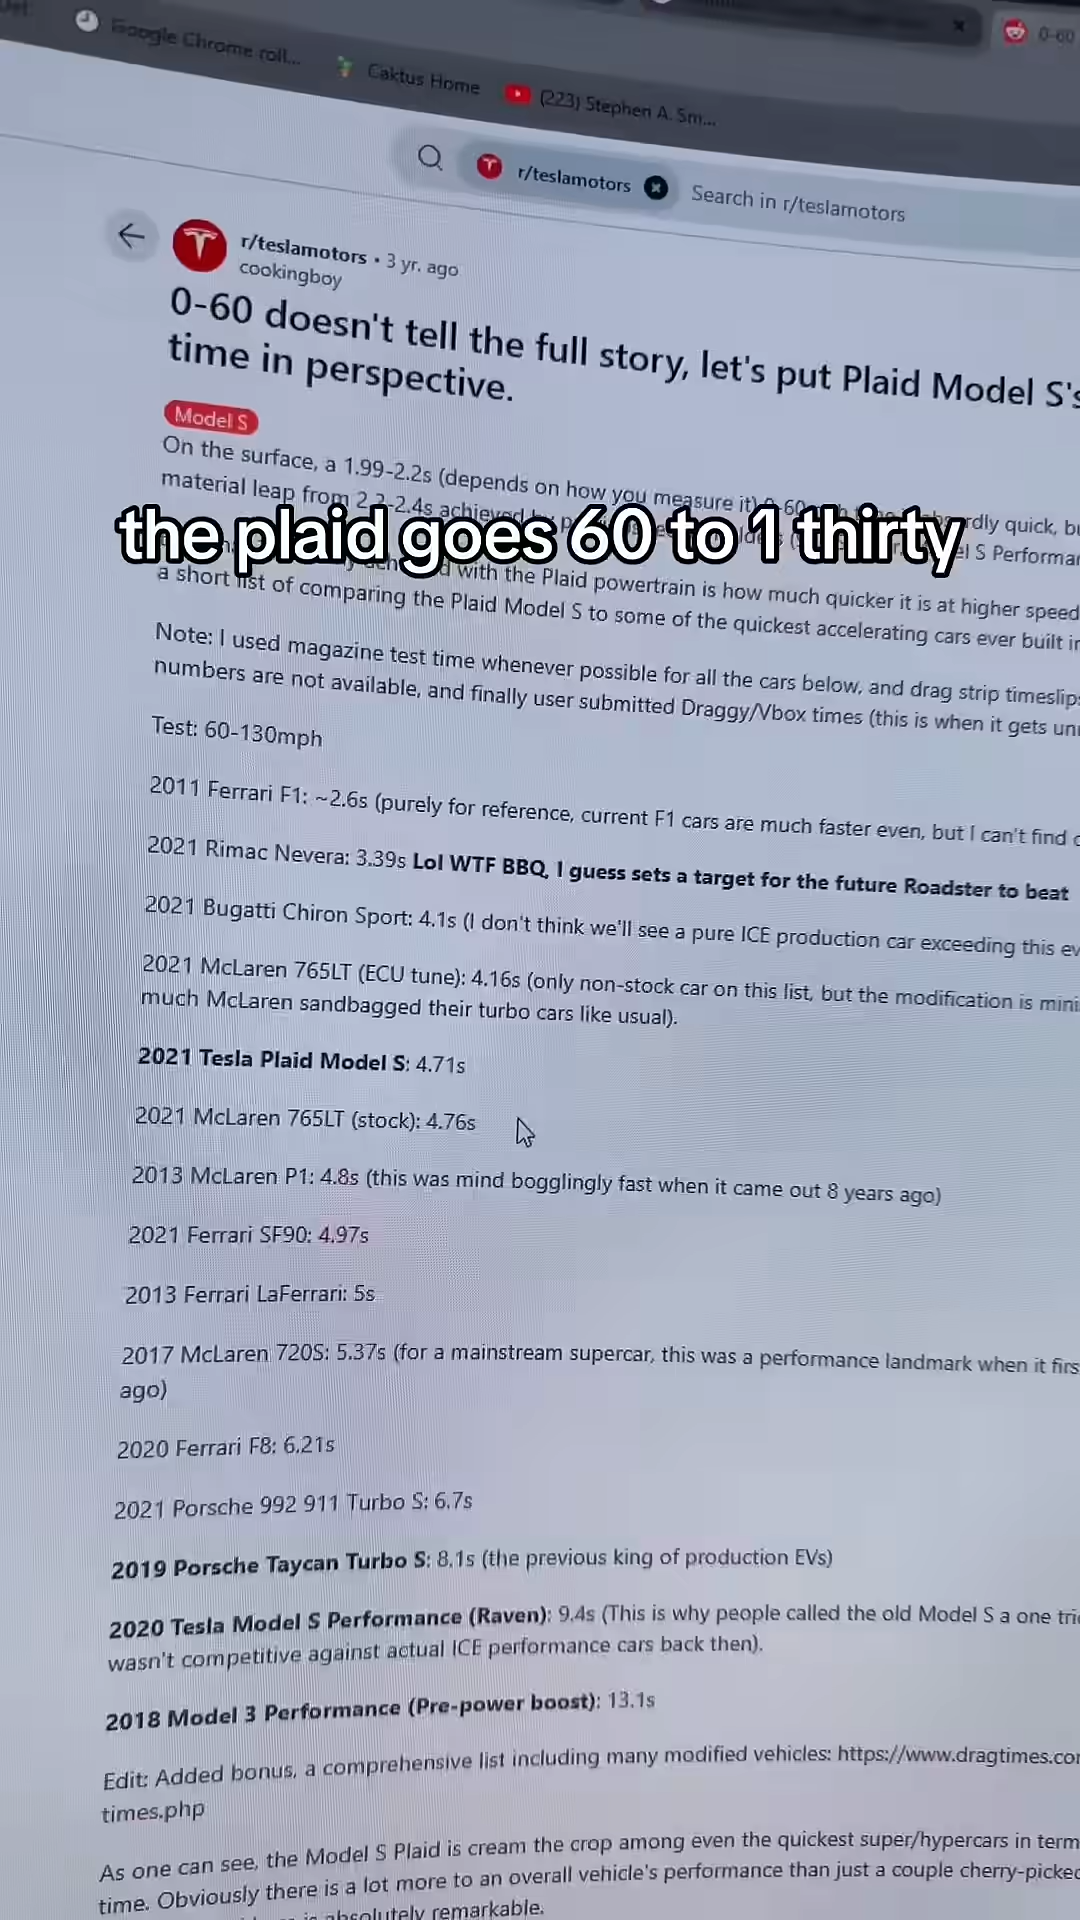 Google Chrome roll...
Caktus Home
(223) Stephen A. Sm...
0-60
r/teslamotors
Search in r/teslamotors
r/teslamotors • 3 yr. ago
cookingboy
0-60 doesn't tell the full story, let's put Plaid Model S's
time in perspective.
Model S
On the surface, a 1.99-2.2s (depends on how you measure it) 0-60
material leap from 2.2-2.4s achieved
S Performa
the plaid goes 60 to 1 thirty
with the Plaid powertrain is how much quicker it is at higher speed
a short list of comparing the Plaid Model S to some of the quickest accelerating cars ever built in
Note: I used magazine test time whenever possible for all the cars below, and drag strip timeslip
numbers are not available, and finally user submitted Draggy/Vbox times (this is when it gets un
Test: 60-130mph
2011 Ferrari F1: ~2.6s (purely for reference, current F1 cars are much faster even, but I can't find
2021 Rimac Nevera: 3.39s Lol WTF BBQ, I guess sets a target for the future Roadster to beat
2021 Bugatti Chiron Sport: 4.1s (I don't think we'll see a pure ICE production car exceeding this ev
2021 McLaren 765LT (ECU tune): 4.16s (only non-stock car on this list, but the modification is mini
much McLaren sandbagged their turbo cars like usual).
2021 Tesla Plaid Model S: 4.71s
2021 McLaren 765LT (stock): 4.76s
2013 McLaren P1: 4.8s (this was mind bogglingly fast when it came out 8 years ago)
2021 Ferrari SF90: 4.97s
2013 Ferrari LaFerrari: 5s
2017 McLaren 720S: 5.37s (for a mainstream supercar, this was a performance landmark when it firs
ago)
2020 Ferrari F8: 6.21s
2021 Porsche 992 911 Turbo S: 6.7s
2019 Porsche Taycan Turbo S: 8.1s (the previous king of production EVs)
2020 Tesla Model S Performance (Raven): 9.4s (This is why people called the old Model S a one tri
wasn't competitive against actual ICE performance cars back then).
2018 Model 3 Performance (Pre-power boost): 13.1s
Edit: Added bonus, a comprehensive list including many modified vehicles: https://www.dragtimes.co
times.php
As one can see, the Model S Plaid is cream the crop among even the quickest super/hypercars in term
time. Obviously there is a lot more to an overall vehicle's performance than just a couple cherry-picked
is absolutely remarkable.